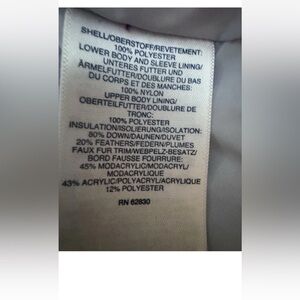 SHELL/OBERSTOFF/REVETEMENT:
100% POLYESTER
LOWER BODY AND SLEEVE LINING/
UNTERES FUTTER UND
ÄRMELFUTTER/DOUBLURE DU BAS
DU CORPS ET DES MANCHES:
100% NYLON
UPPER BODY LINING/
OBERTEILFUTTER/DOUBLURE DE
TRONC:
100% POLYESTER
INSULATION/ISOLIERUNG/ISOLATION:
80% DOWN/DAUNEN/DUVET
20% FEATHERS/FEDERN/PLUMES
FAUX FUR TRIM/WEBPELZ-BESATZ/
BORD FAUSSE FOURRURE:
45% MODACRYLIC/MODACRYL/
MODACRYLIQUE
43% ACRYLIC/POLYACRYL/ACRYLIQUE
12% POLYESTER
RN 62830